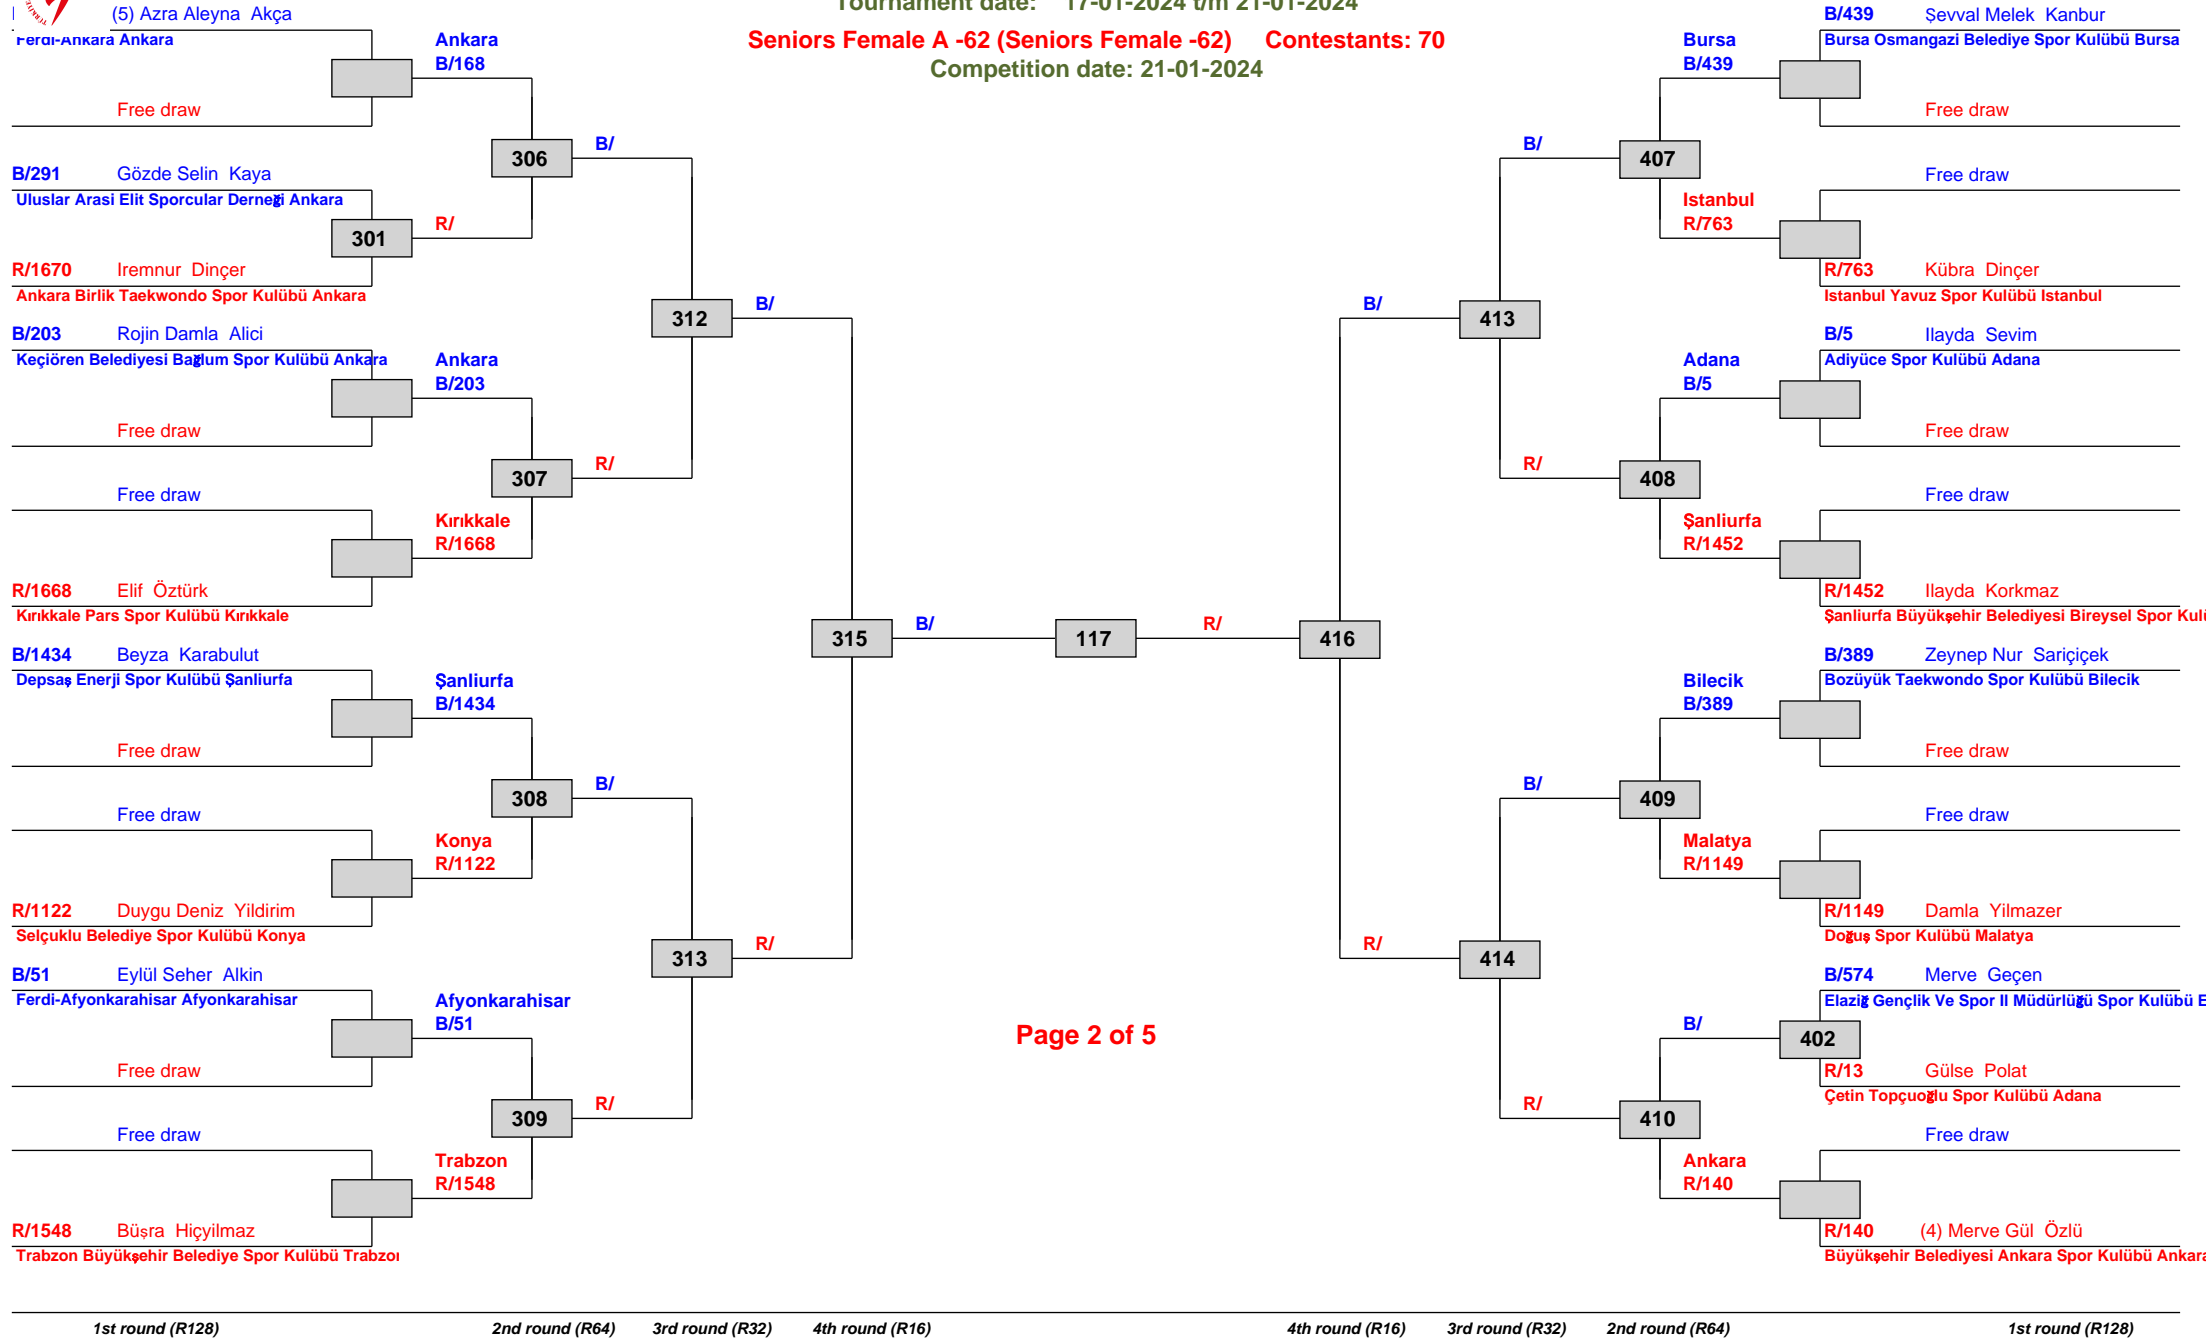 Tournament date: 17-01-2024 t/m 21-01-2024
Seniors Female A -62 (Seniors Female -62) Contestants: 70
Competition date: 21-01-2024
(5) Azra Aleyna Akça
Ferdi-Ankara Ankara
Free draw
B/291 Gözde Selin Kaya
Uluslar Arasi Elit Sporcular Derneği Ankara
301
R/1670 Iremnur Dinçer
Ankara Birlik Taekwondo Spor Kulübü Ankara
B/203 Rojin Damla Alici
Keçiören Belediyesi Bağlum Spor Kulübü Ankara
Free draw
Free draw
R/1668 Elif Öztürk
Kırıkkale Pars Spor Kulübü Kırıkkale
B/1434 Beyza Karabulut
Depsaş Enerji Spor Kulübü Şanliurfa
Free draw
Free draw
R/1122 Duygu Deniz Yildirim
Selçuklu Belediye Spor Kulübü Konya
B/51 Eylül Seher Alkin
Ferdi-Afyonkarahisar Afyonkarahisar
Free draw
Free draw
R/1548 Büşra Hiçyilmaz
Trabzon Büyükşehir Belediye Spor Kulübü
Ankara
B/168
306
R/
Ankara
B/203
307
Kırıkkale
R/1668
Şanliurfa
B/1434
308
Konya
R/1122
Afyonkarahisar
B/51
309
Trabzon
R/1548
B/
312
R/
B/
313
R/
B/
315
R/
B/
117
R/
416
B/
R/
413
B/
R/
414
B/
R/
Bursa
B/439
407
Istanbul
R/763
Adana
B/5
408
Şanliurfa
R/1452
Bilecik
B/389
409
Malatya
R/1149
B/
410
Ankara
R/140
B/439 Şevval Melek Kanbur
Bursa Osmangazi Belediye Spor Kulübü Bursa
Free draw
Free draw
R/763 Kübra Dinçer
Istanbul Yavuz Spor Kulübü Istanbul
B/5 Ilayda Sevim
Adiyüce Spor Kulübü Adana
Free draw
Free draw
R/1452 Ilayda Korkmaz
Şanliurfa Büyükşehir Belediyesi Bireysel Spor
B/389 Zeynep Nur Sariçiçek
Bozüyük Taekwondo Spor Kulübü Bilecik
Free draw
Free draw
R/1149 Damla Yilmazer
Doğuş Spor Kulübü Malatya
B/574 Merve Geçen
Elaziğ Gençlik Ve Spor Il Müdürlüğü Spor Kulübü
402
R/13 Gülse Polat
Çetin Topçuoğlu Spor Kulübü Adana
Free draw
R/140 (4) Merve Gül Özlü
Büyükşehir Belediyesi Ankara Spor Kulübü Ankara
Page 2 of 5
1st round (R128) 2nd round (R64) 3rd round (R32) 4th round (R16) 4th round (R16) 3rd round (R32) 2nd round (R64) 1st round (R128)